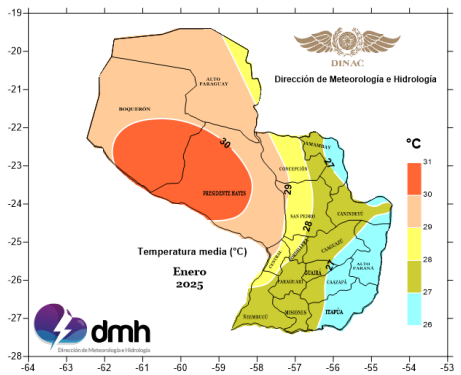 -19
-20
-21
-22
-23
-24
-25
-26
-27
-28
-64
-63
-62
-61
-60
-59
-58
-57
-56
-55
-54
-53
DINAC
Dirección de Meteorología e Hidrología
°C
31
30
29
28
27
26
ALTO
PARAGUAY
BOQUERÓN
30
PRESIDENTE HAYES
AMAMBAY
27
CONCEPCIÓN
29
SAN PEDRO
28
CANINDEYÚ
CAAGUAZÚ
CORDILLERA
CENTRAL
27
ALTO
PARANÁ
GUAIRÁ
PARAGUARÍ
CAAZAPÁ
ÑEEMBUCÚ
MISIONES
ITAPÚA
Temperatura media (°C)
Enero
2025
dmh
Dirección de Meteorología e Hidrología